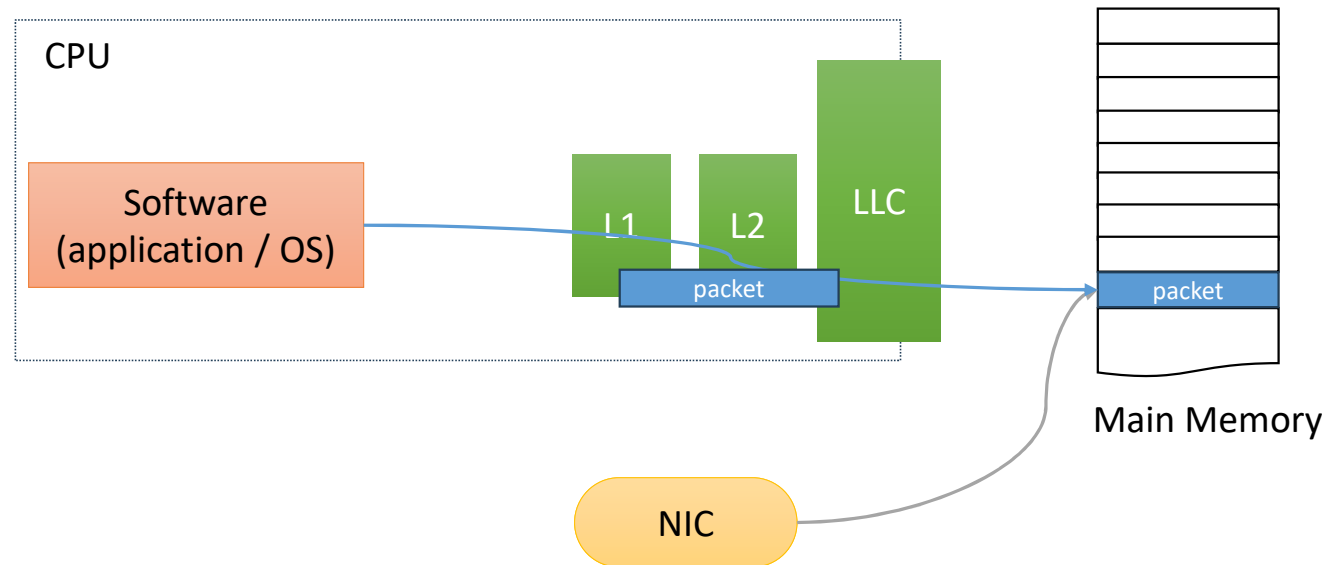 CPU
Software
(application / OS)
L1
L2
LLC
packet
packet
Main Memory
NIC